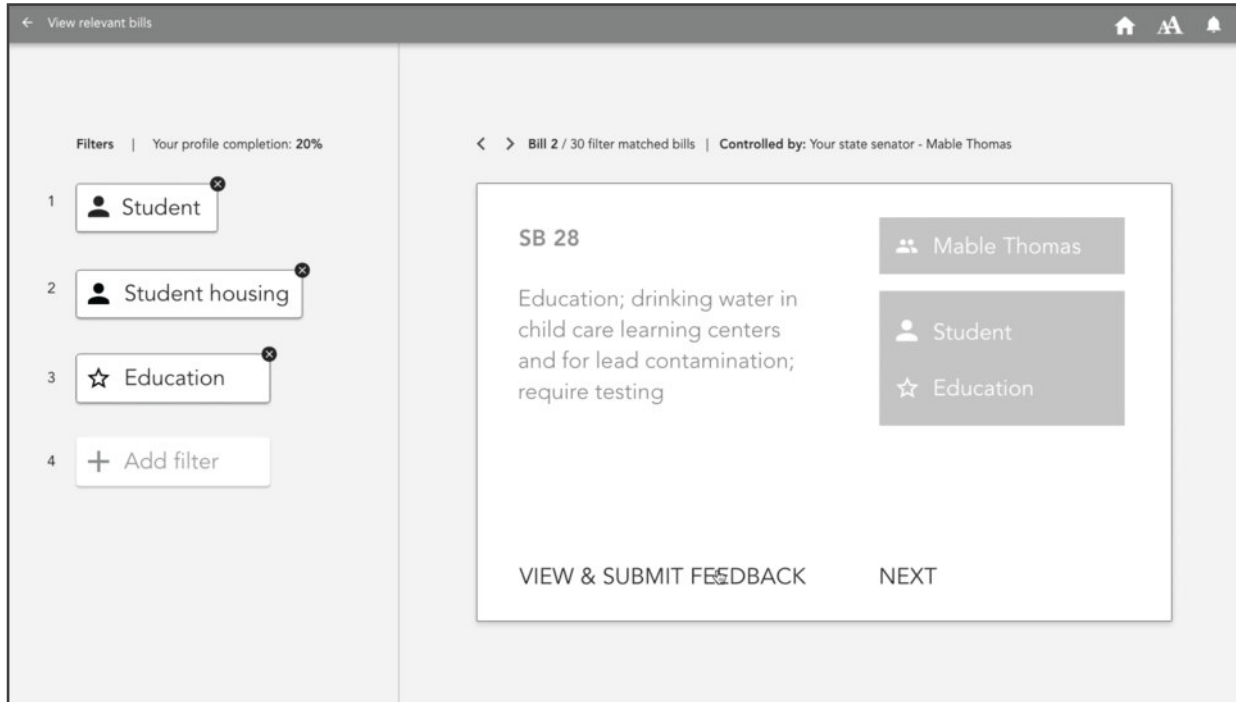 View relevant bills
AA
Filters | Your profile completion: 20%
1 Student
2 Student housing
3 Education
4 + Add filter
Bill 2 / 30 filter matched bills | Controlled by: Your state senator - Mable Thomas
SB 28
Education; drinking water in
child care learning centers
and for lead contamination;
require testing
Mable Thomas
Student
Education
VIEW & SUBMIT FEEDBACK
NEXT